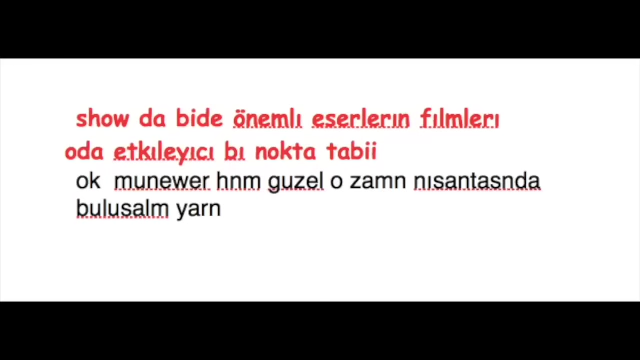 show da bide önemlı eserlerın fılmlerı
oda etkıleyıcı bı nokta tabii
ok munewer hnm guzel o zamn nısantasnda
bulusalm yarn